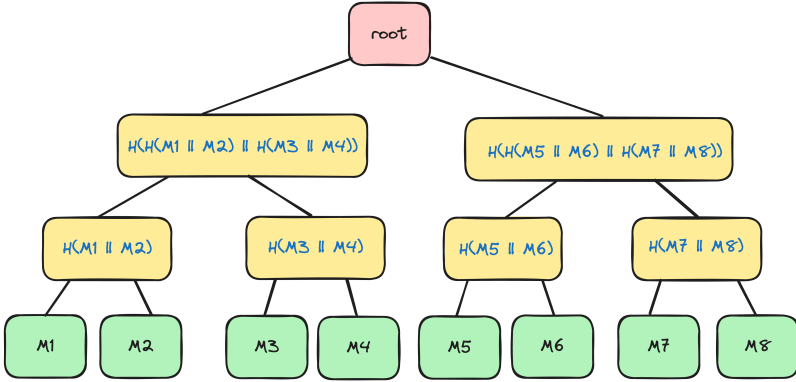 root
H(H(M1 || M2) || H(M3 || M4))
H(H(M5 || M6) || H(M7 || M8))
H(M1 || M2)
H(M3 || M4)
H(M5 || M6)
H(M7 || M8)
M1
M2
M3
M4
M5
M6
M7
M8